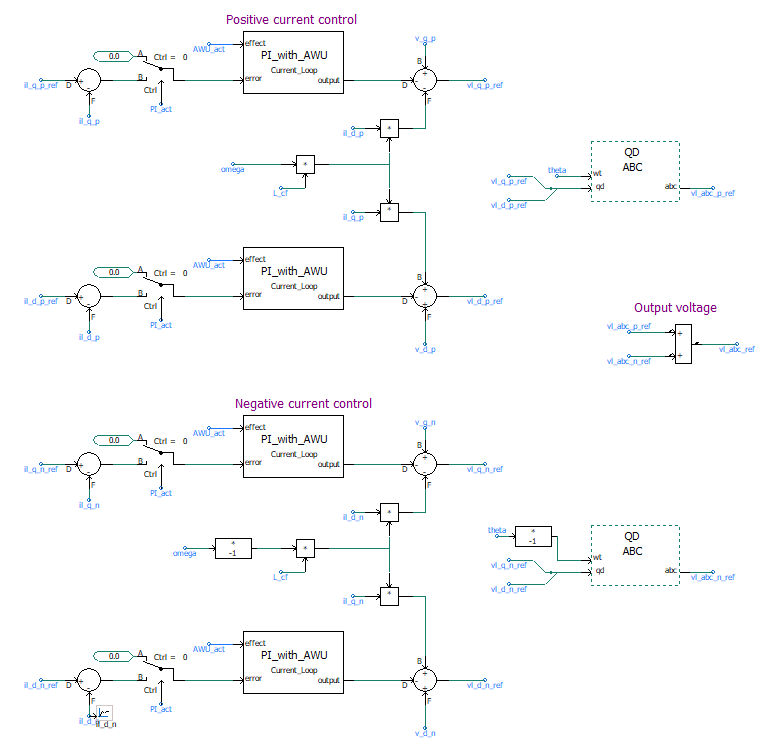 Positive current control
v_g_p
0.0
A
Ctrl = 0
AWU_act
effect
PI_with_AWU
Current_Loop
B
il_q_p_ref
D
+
-
B
error
output
D
-
+
-
vl_q_p_ref
F
Ctrl
F
PI_act
il_q_p
il_d_p
*
QD
ABC
omega
*
theta
wt
vl_q_p_ref
qd
abc
vl_abc_p_ref
L_cf
vl_d_p_ref
il_q_p
*
0.0
A
Ctrl = 0
AWU_act
effect
PI_with_AWU
Current_Loop
B
il_d_p_ref
D
+
-
B
error
output
D
-
+
+
vl_d_p_ref
F
Ctrl
F
PI_act
il_d_p
v_d_p
Output voltage
vl_abc_p_ref
+
vl_abc_ref
vl_abc_n_ref
+
Negative current control
v_g_n
0.0
A
Ctrl = 0
AWU_act
effect
PI_with_AWU
Current_Loop
B
il_q_n_ref
D
+
-
B
error
output
D
-
+
-
vl_q_n_ref
F
Ctrl
F
PI_act
il_q_n
il_d_n
*
theta
*
-1
QD
ABC
omega
*
-1
*
wt
vl_q_n_ref
qd
abc
vl_abc_n_ref
L_cf
vl_d_n_ref
il_q_n
*
0.0
A
Ctrl = 0
AWU_act
effect
PI_with_AWU
Current_Loop
B
il_d_n_ref
D
+
-
B
error
output
D
-
+
+
vl_d_n_ref
F
Ctrl
F
PI_act
il_d_n
v_d_n